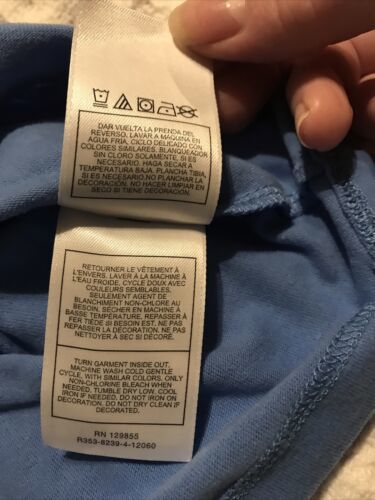 DAR VUELTA LA PRENDA DEL
REVERSO. LAVAR A MAQUINA EN
AGUA FRIA, CICLO DELICADO CON
COLORES SIMILARES. BLANQUEADOR
SIN CLORO SOLAMENTE, SI ES
NECESARIO. SECAR A MAQUINA A
TEMPERATURA BAJA. PLANCHA TIBIA,
SI ES NECESARIO.NO PLANCHAR LA
DECORACIÓN. NO HACER LIMPIAR EN
SECO SI TIENE DECORACIÓN.
RETOURNER LE VÊTEMENT À
L'ENVERS. LAVER À LA MACHINE À
L'EAU FROIDE, CYCLE DOUX AVEC
COULEURS SEMBLABLES.
SEULEMENT AGENT DE
BLANCHIMENT NON-CHLORE AU
BESOIN. SÉCHER EN MACHINE À
BASSE TEMPÉRATURE. REPASSER À
FER TIÈDE SI BESOIN EST. NE PAS
REPASSER LA DÉCORATION. NE PAS
NETTOYER A SEC SI DÉCORÉ
TURN GARMENT INSIDE OUT,
MACHINE WASH COLD GENTLE
CYCLE, WITH SIMILAR COLORS. ONLY
NON-CHLORINE BLEACH WHEN
NEEDED, TUMBLE DRY LOW, COOL
IRON IF NEEDED. DO NOT IRON ON
DECORATION. DO NOT DRY CLEAN IF
DECORATED.
RN 129855
R353-8239-4-12060